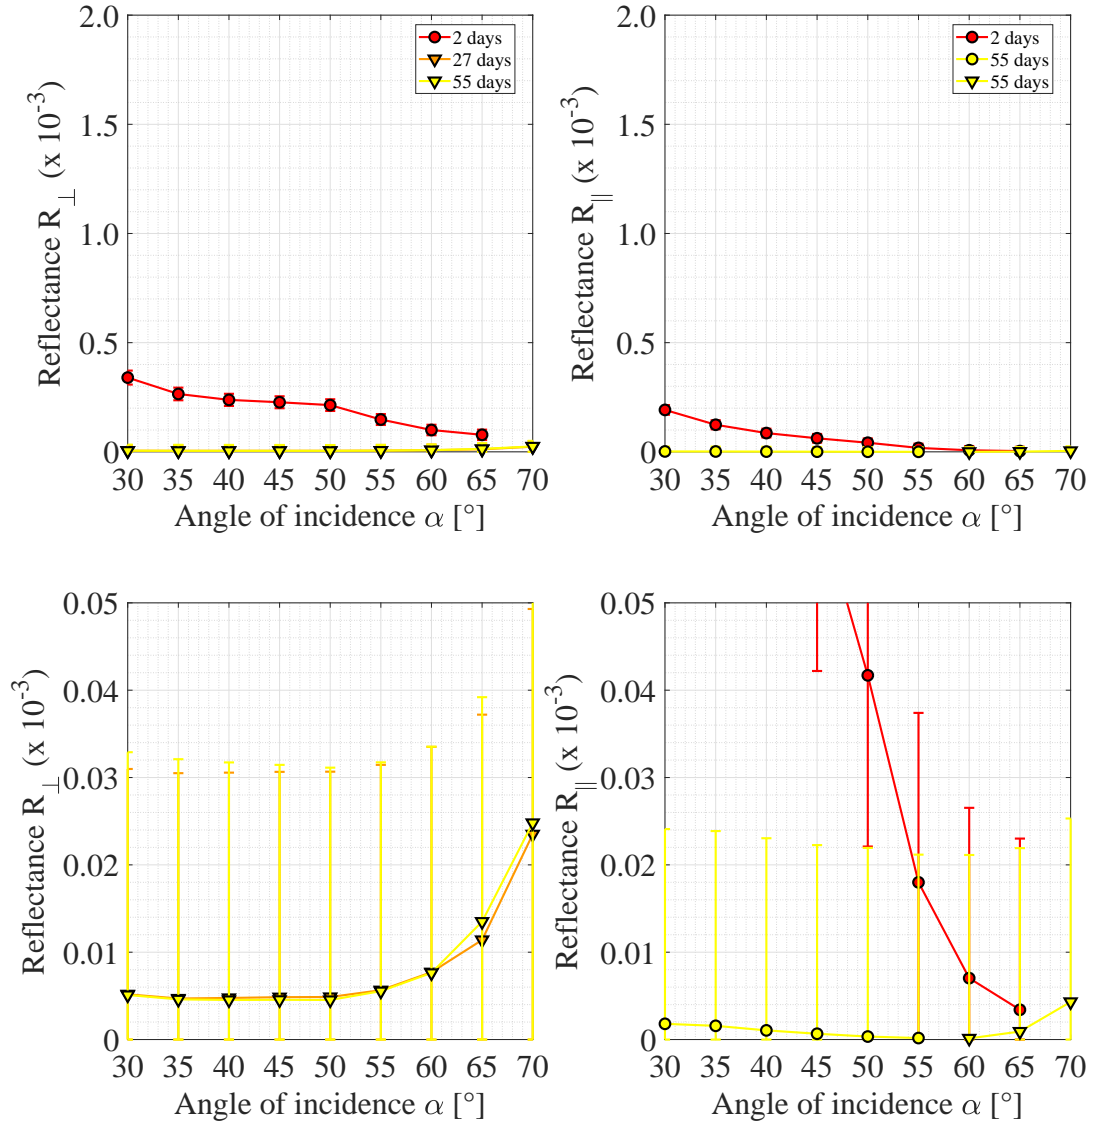 2.0
1.5
1.0
0.5
0
30 35 40 45 50 55 60 65 70
Reflectance R⊥ (x 10-3)
Angle of incidence α [°]
2 days
27 days
55 days
2.0
1.5
1.0
0.5
0
30 35 40 45 50 55 60 65 70
Reflectance R∥ (x 10-3)
Angle of incidence α [°]
2 days
55 days
55 days
0.05
0.04
0.03
0.02
0.01
0
30 35 40 45 50 55 60 65 70
Reflectance R⊥ (x 10-3)
Angle of incidence α [°]
0.05
0.04
0.03
0.02
0.01
0
30 35 40 45 50 55 60 65 70
Reflectance R∥ (x 10-3)
Angle of incidence α [°]